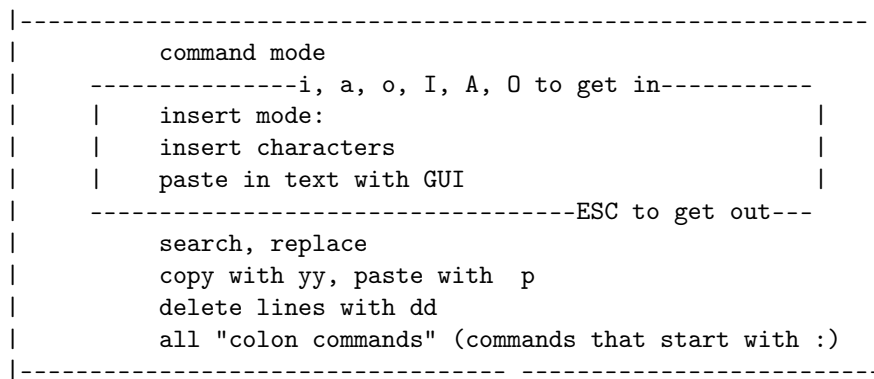 |--------------------------------------------------------------
| command mode
| ---------------i, a, o, I, A, O to get in-----------
| | insert mode: |
| | insert characters |
| | paste in text with GUI |
| -----------------------------------ESC to get out---
| search, replace
| copy with yy, paste with p
| delete lines with dd
| all "colon commands" (commands that start with :)
|----------------------------------- --------------------------